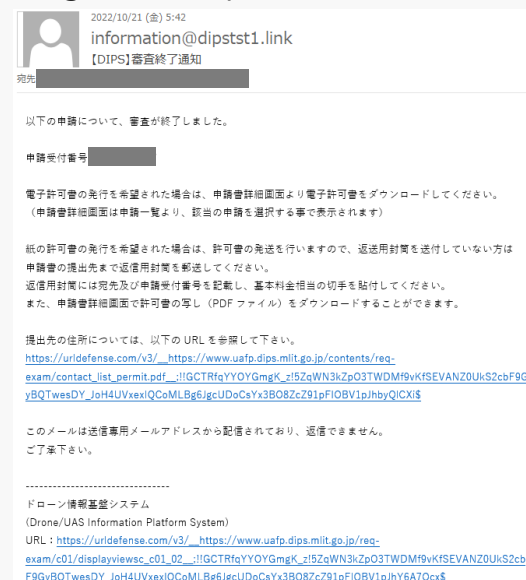 2022/10/21 (金) 5:42
information@dipstst1.link
【DIPS】審査終了通知
宛先
以下の申請について、審査が終了しました。
申請受付番号
電子許可書の発行を希望された場合は、申請書詳細画面より電子許可書をダウンロードしてください。
（申請書詳細画面は申請一覧より、該当の申請を選択する事で表示されます）
紙の許可書の発行を希望された場合は、許可書の発送を行いますので、返送用封筒を送付していない方は
申請書の提出先まで返信用封筒を郵送してください。
返信用封筒には宛先及び申請受付番号を記載し、基本料金相当の切手を貼付してください。
また、申請書詳細画面で許可書の写し（PDF ファイル）をダウンロードすることができます。
提出先の住所については、以下の URL を参照して下さい。
https://urldefense.com/v3/__https://www.uafp.dips.mlit.go.jp/contents/req-
exam/contact_list_permit.pdf__;!!GCTRfqYYOYGmgK_z!5ZqWN3kZpO3TWDMf9vKfSEVANZ0UkS2cbF9G
yBQTwesDY_JoH4UVxexIQCoMLBg6JgcUDoCsYx3BO8ZcZ91pFIOBV1pJhbyQlCXi$
このメールは送信専用メールアドレスから配信されており、返信できません。
ご了承下さい。
-------------------------------
ドローン情報基盤システム
(Drone/UAS Information Platform System)
URL：https://urldefense.com/v3/__https://www.uafp.dips.mlit.go.jp/req-
exam/c01/displayviewsc_c01_02__;!!GCTRfqYYOYGmgK_z!5ZqWN3kZpO3TWDMf9vKfSEVANZ0UkS2cb
F9GyBQTwesDY_JoH4UVxexIQCoMLBg6JgcUDoCsYx3BO8ZcZ91pFIOBV1pJhY6A7Ocx$